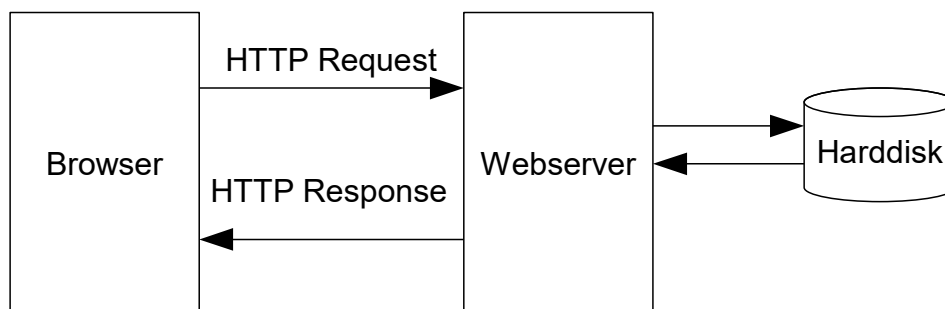 HTTP Request
Browser
Webserver
Harddisk
HTTP Response